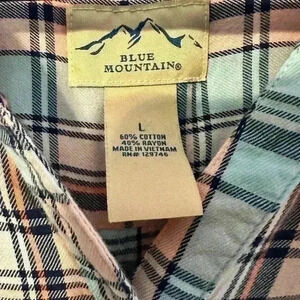 BLUE
MOUNTAIN®
L
60% COTTON
40% RAYON
MADE IN VIETNAM
RN# 129746